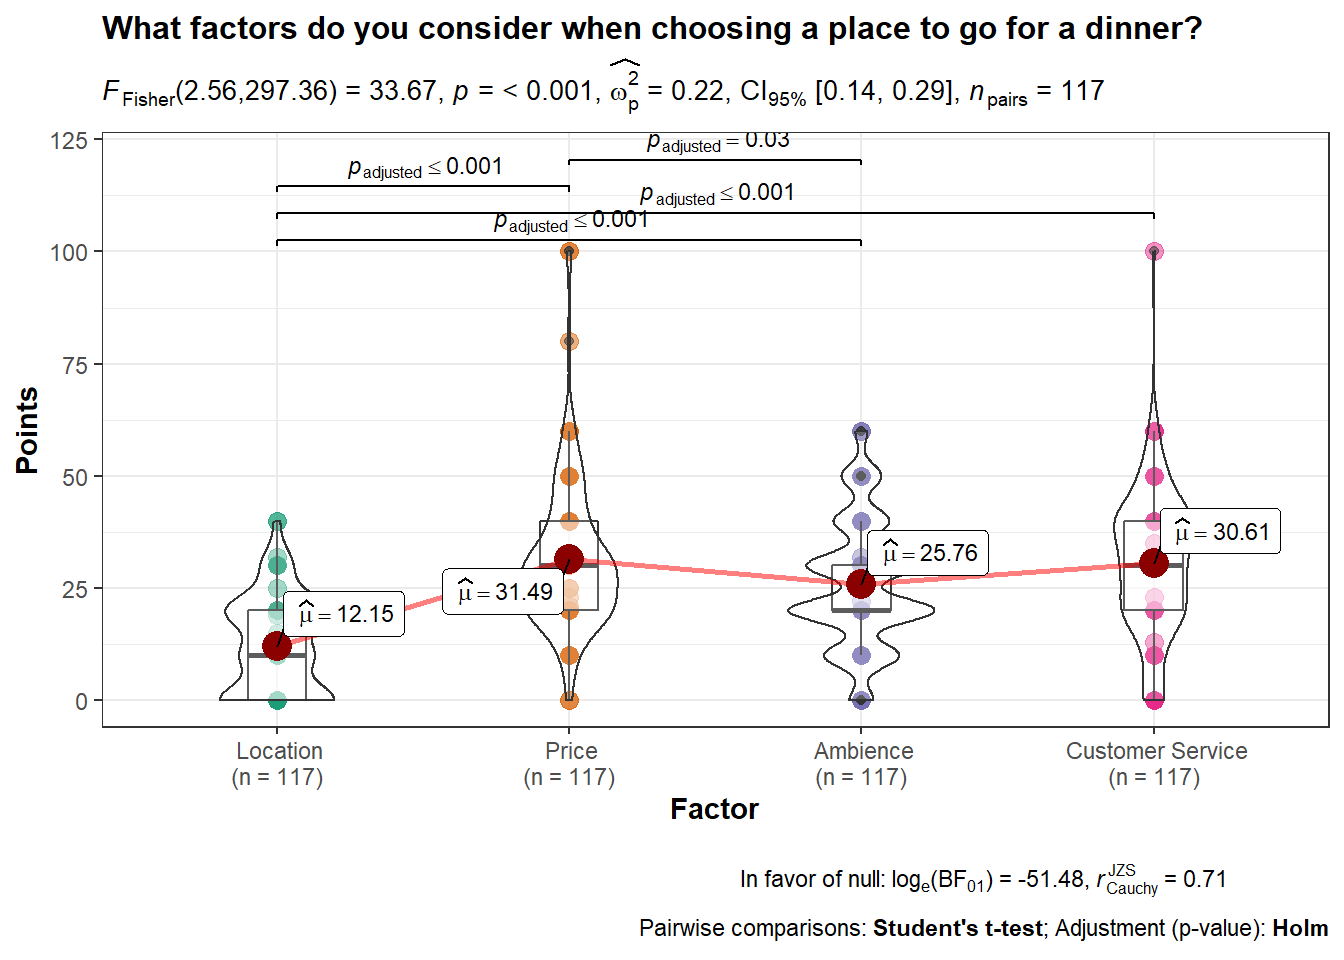 What factors do you consider when choosing a place to go for a dinner?
F Fisher(2.56,297.36) = 33.67, p = < 0.001, ω̂²p = 0.22, CI95% [0.14, 0.29], npairs = 117
125
100
75
50
25
0
Points
padjusted = 0.03
padjusted ≤ 0.001
padjusted ≤ 0.001
padjusted ≤ 0.001
μ̂ = 12.15
μ̂ = 31.49
μ̂ = 25.76
μ̂ = 30.61
Location
(n = 117)
Price
(n = 117)
Ambience
(n = 117)
Customer Service
(n = 117)
Factor
In favor of null: loge(BF01) = -51.48, r JZS Cauchy = 0.71
Pairwise comparisons: Student's t-test; Adjustment (p-value): Holm